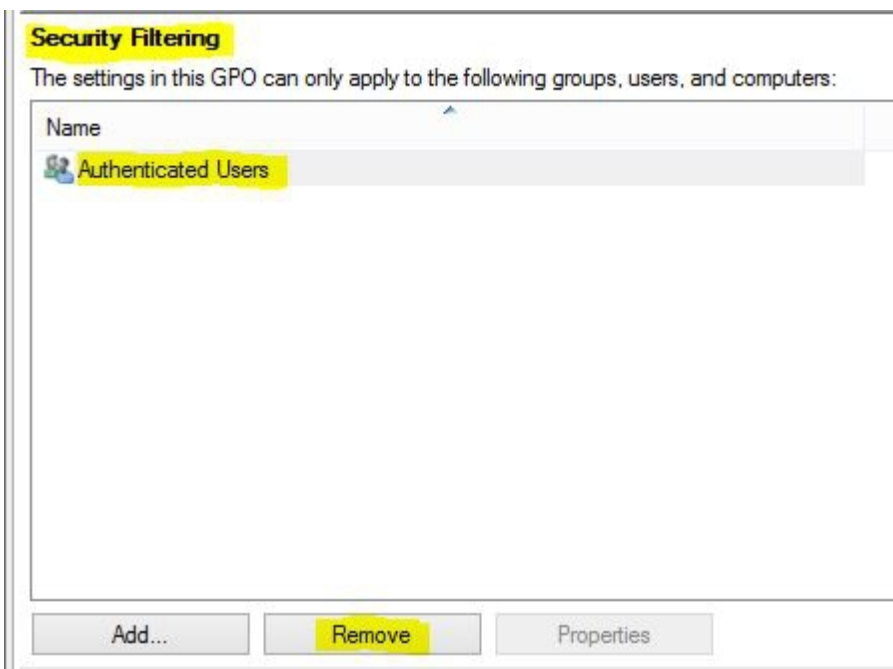 Security Filtering
The settings in this GPO can only apply to the following groups, users, and computers:
Name
Authenticated Users
Add... Remove Properties